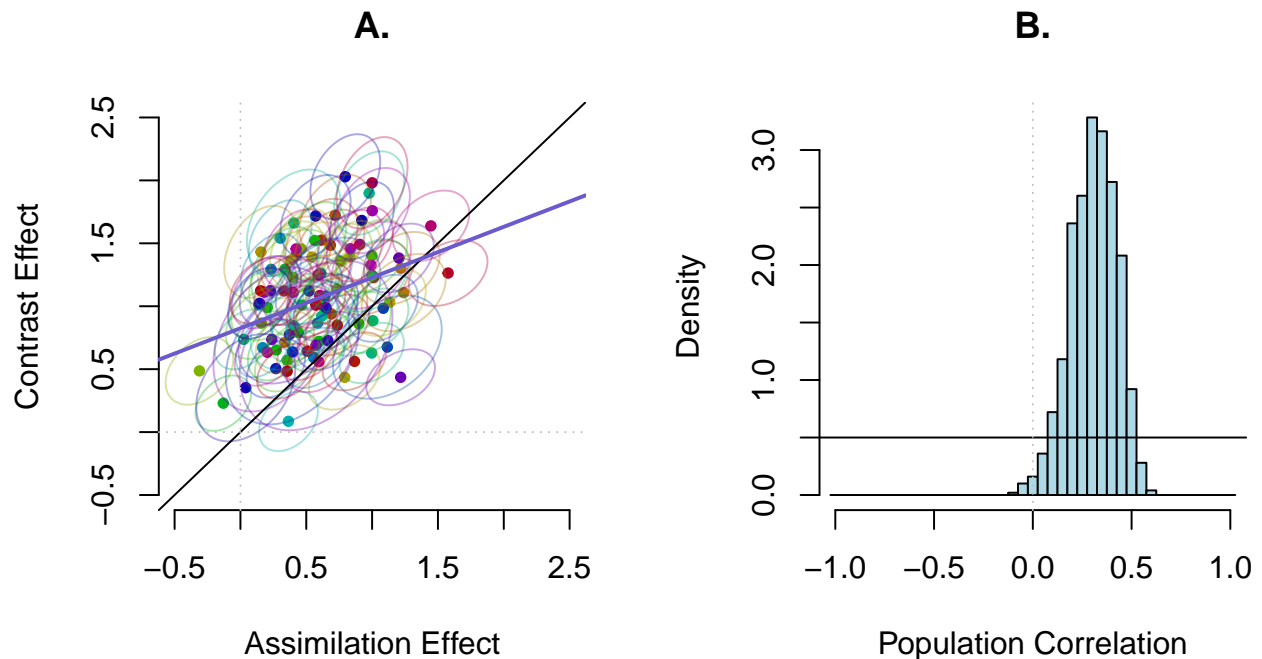 A.
2.5
1.5
0.5
−0.5
Contrast Effect
−0.5 0.5 1.5 2.5
Assimilation Effect
B.
3.0
2.0
1.0
0.0
Density
−1.0 −0.5 0.0 0.5 1.0
Population Correlation